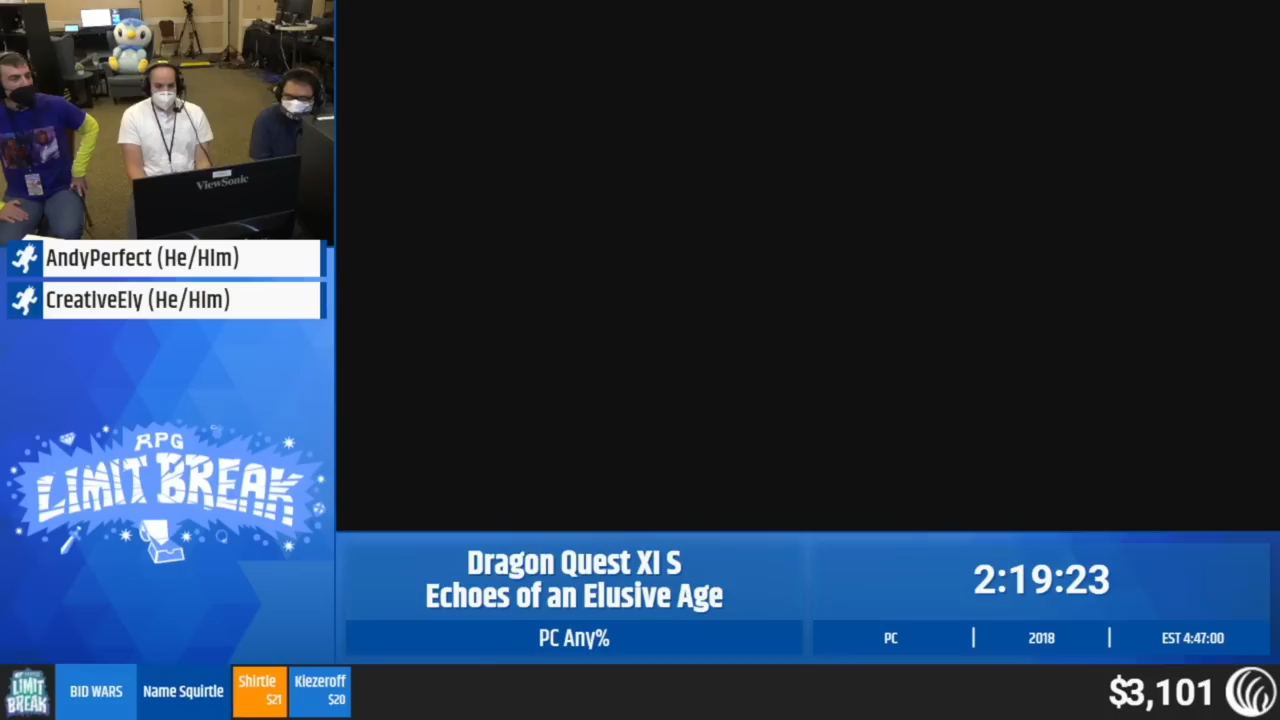 ViewSonic
AndyPerfect (He/HIm)
CreatIveEly (He/HIm)
RPG
LIMIT BREAK
Dragon Quest XI S
Echoes of an Elusive Age
PC Any%
2:19:23
PC | 2018 | EST 4:47:00
LIMIT
BREAK
BID WARS
Name Squirtle
Shirtle
$21
Kiezeroff
$20
$3,101